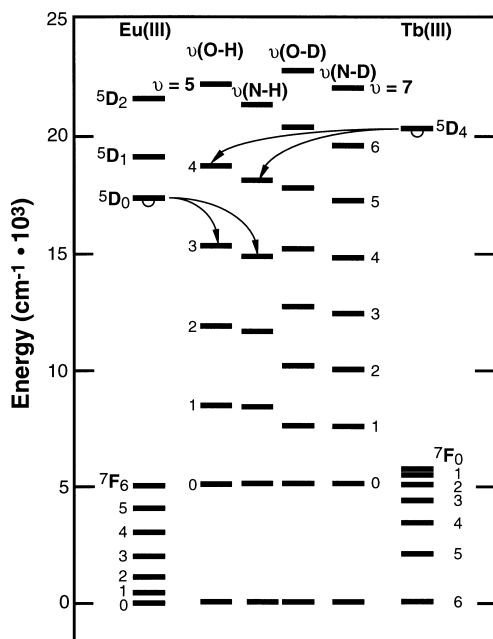 25
Eu(III)
Tb(III)
υ(O-H)
υ(O-D)
υ(N-H)
υ(N-D)
υ = 5
υ = 7
⁵D₂
20
⁵D₄
6
⁵D₁
4
⁵D₀
5
15
3
4
2
3
10
2
1
1
⁷F₀
1
2
3
4
5
6
⁷F₆
5
0
0
5
4
3
2
1
0
0
Energy (cm⁻¹ • 10³)